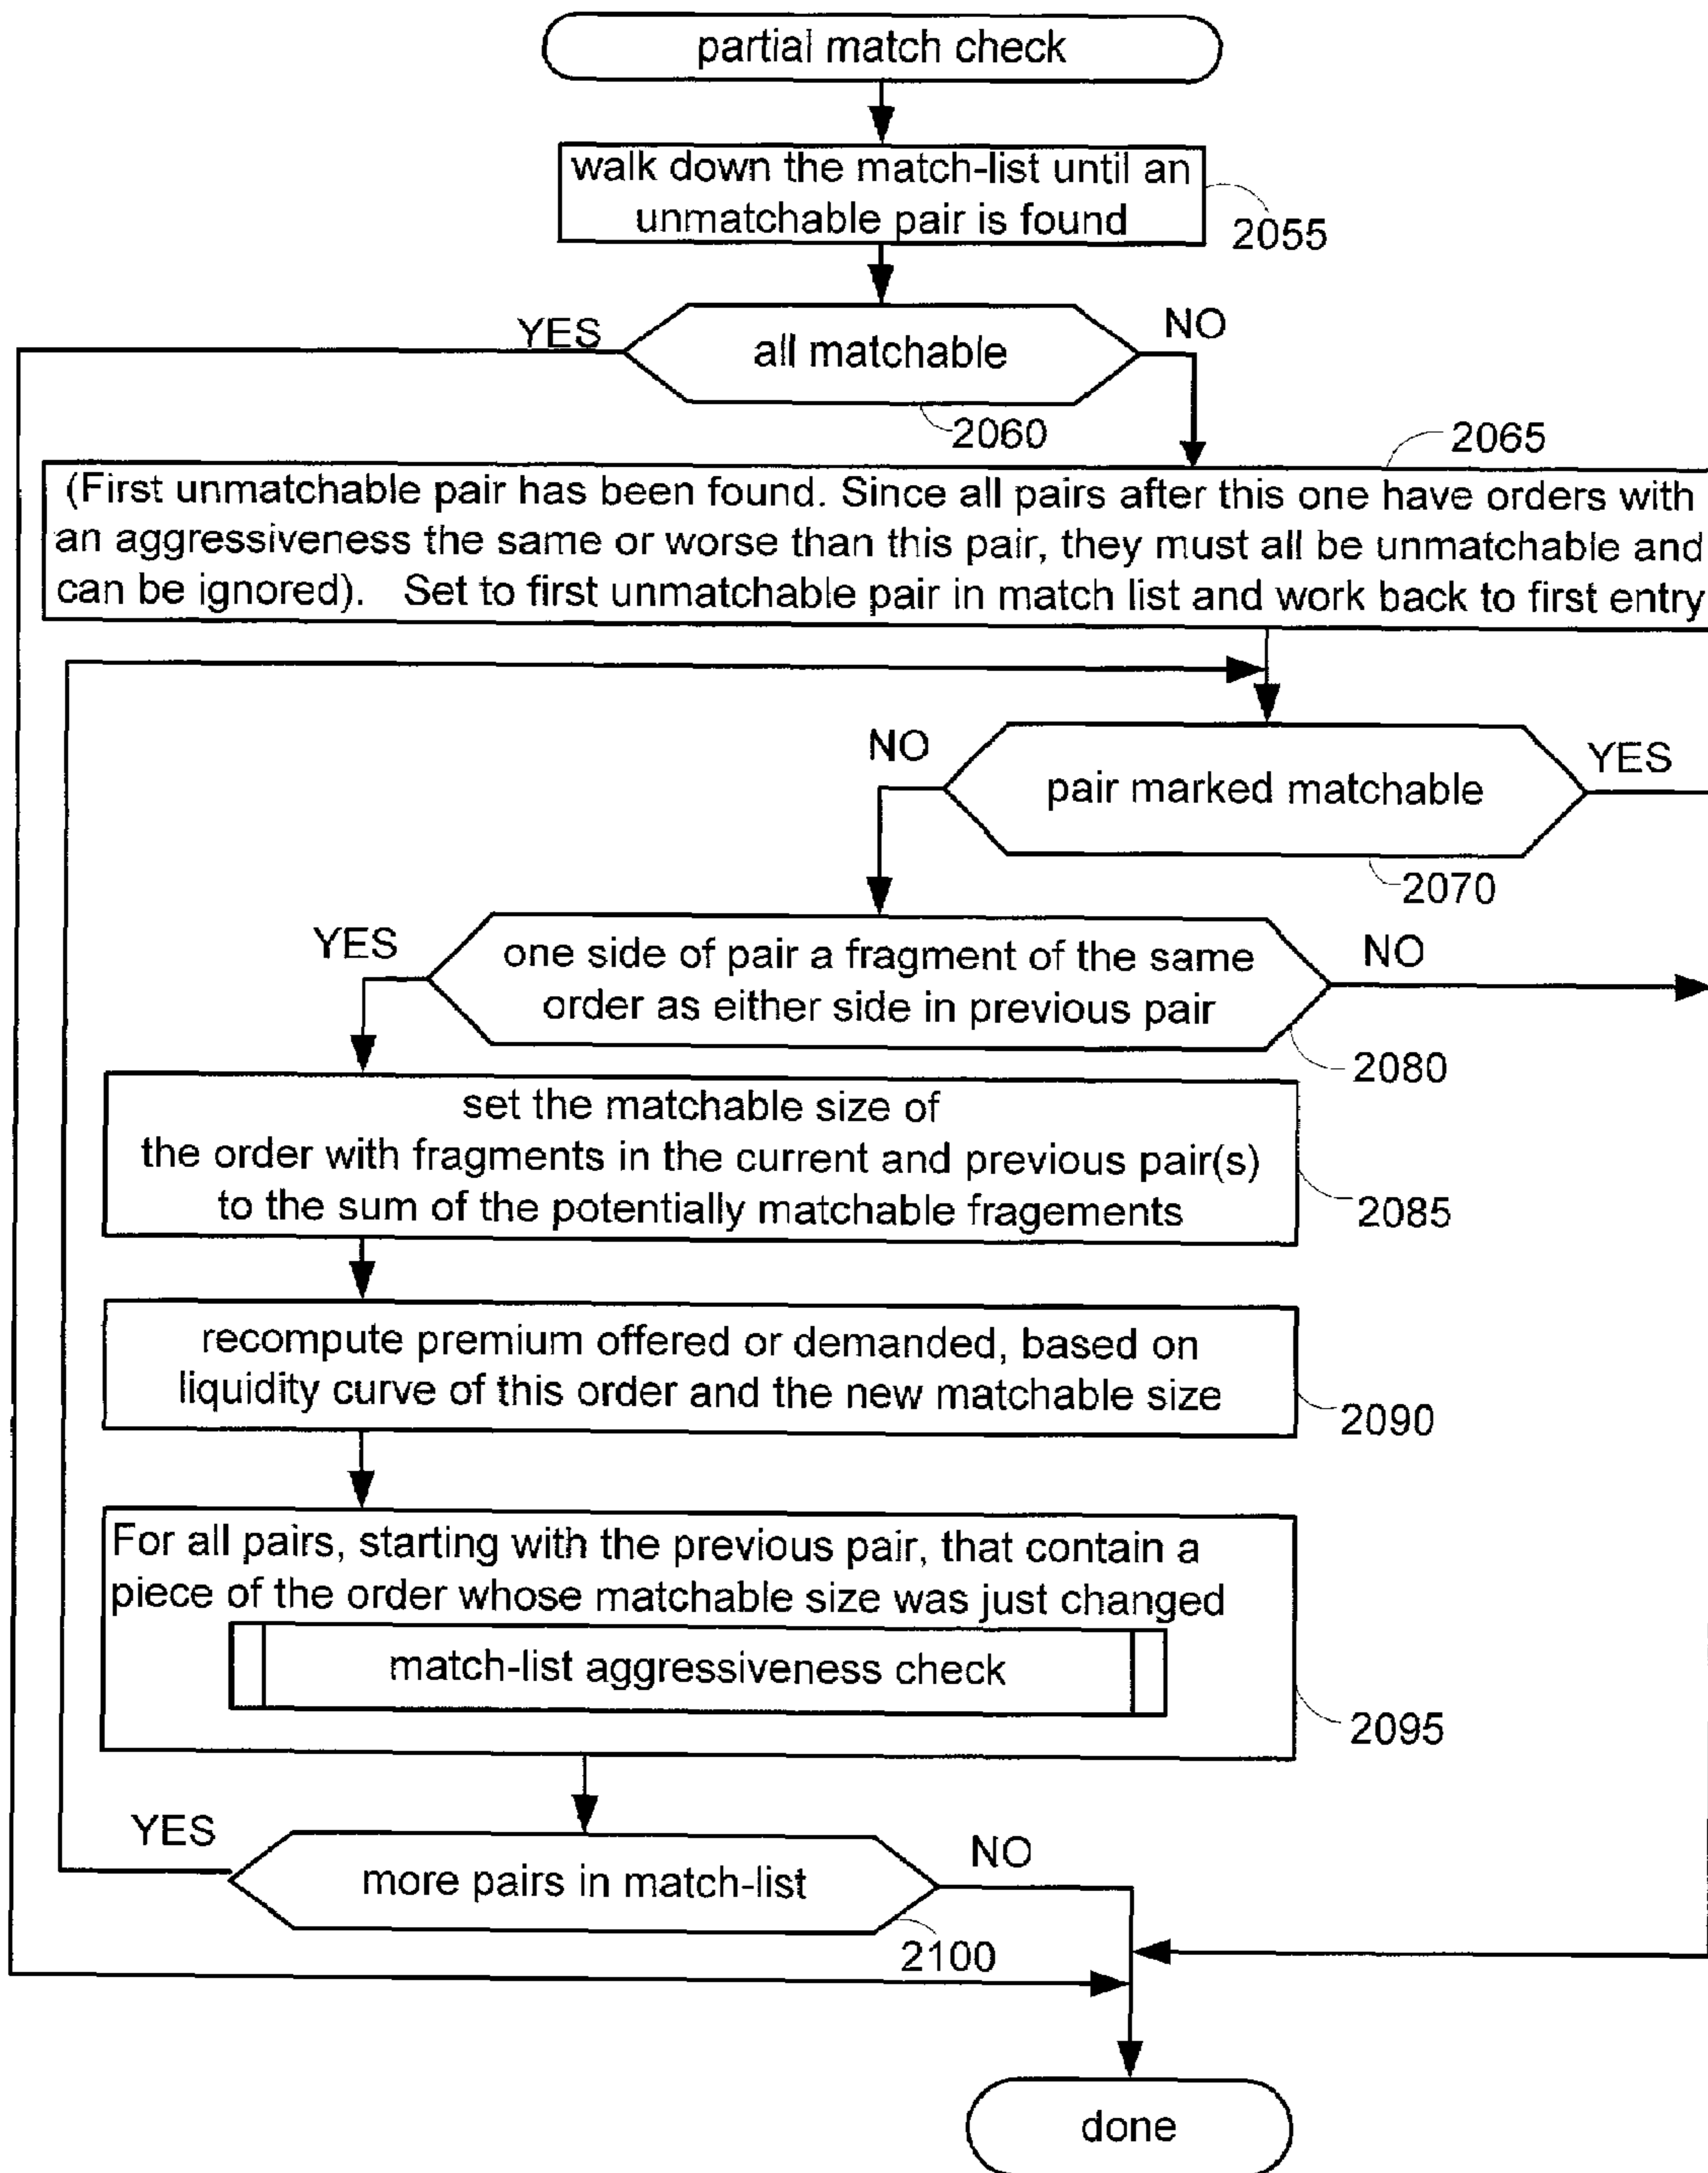 partial match check
walk down the match-list until an
unmatchable pair is found
2055
YES
NO
all matchable
2060
2065
(First unmatchable pair has been found. Since all pairs after this one have orders with
an aggressiveness the same or worse than this pair, they must all be unmatchable and
can be ignored). Set to first unmatchable pair in match list and work back to first entry
NO
YES
pair marked matchable
2070
YES
NO
one side of pair a fragment of the same
order as either side in previous pair
2080
set the matchable size of
the order with fragments in the current and previous pair(s)
to the sum of the potentially matchable fragements
2085
recompute premium offered or demanded, based on
liquidity curve of this order and the new matchable size
2090
For all pairs, starting with the previous pair, that contain a
piece of the order whose matchable size was just changed
match-list aggressiveness check
2095
YES
NO
more pairs in match-list
2100
done